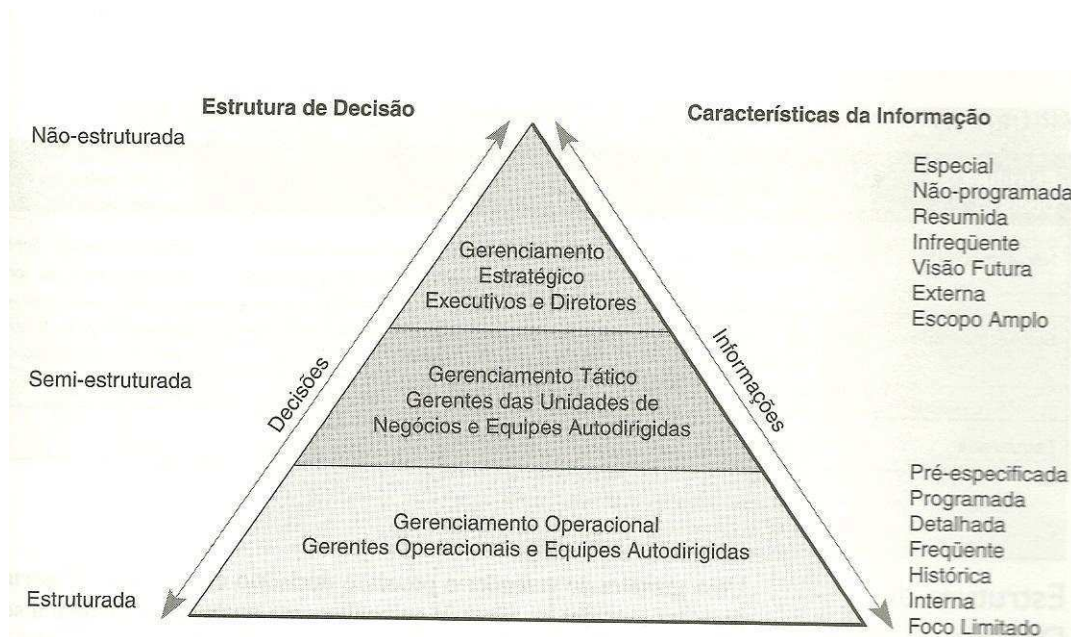 Estrutura de Decisão
Características da Informação
Não-estruturada
Semi-estruturada
Estruturada
Decisões
Gerenciamento
Estratégico
Executivos e Diretores
Gerenciamento Tático
Gerentes das Unidades de
Negócios e Equipes Autodirigidas
Gerenciamento Operacional
Gerentes Operacionais e Equipes Autodirigidas
Informações
Especial
Não-programada
Resumida
Infreqüente
Visão Futura
Externa
Escopo Amplo
Pré-especificada
Programada
Detalhada
Freqüente
Histórica
Interna
Foco Limitado